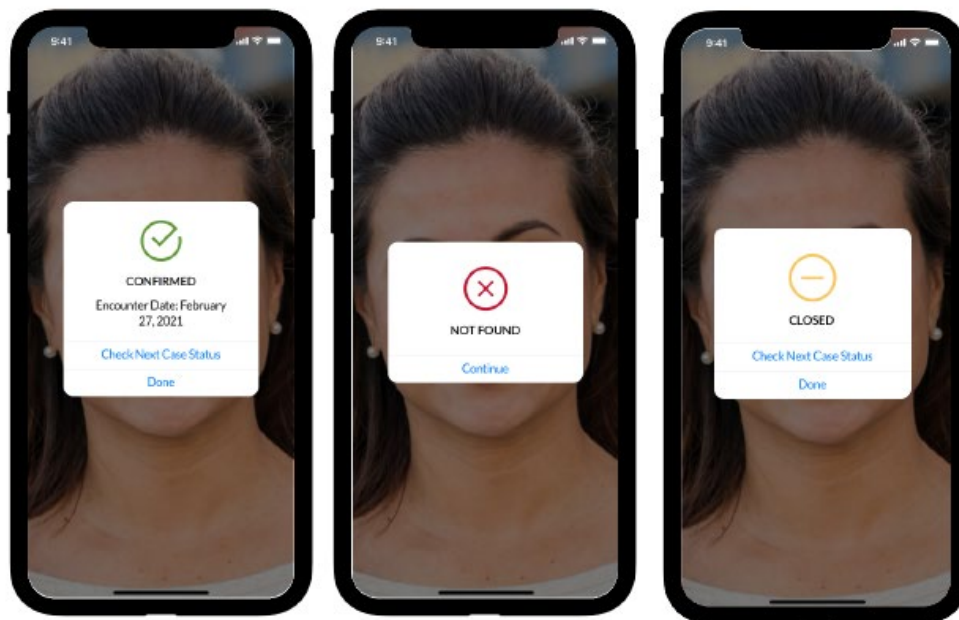 9:41
CONFIRMED
Encounter Date: February
27, 2021
Check Next Case Status
Done
9:41
NOT FOUND
Continue
9:41
CLOSED
Check Next Case Status
Done